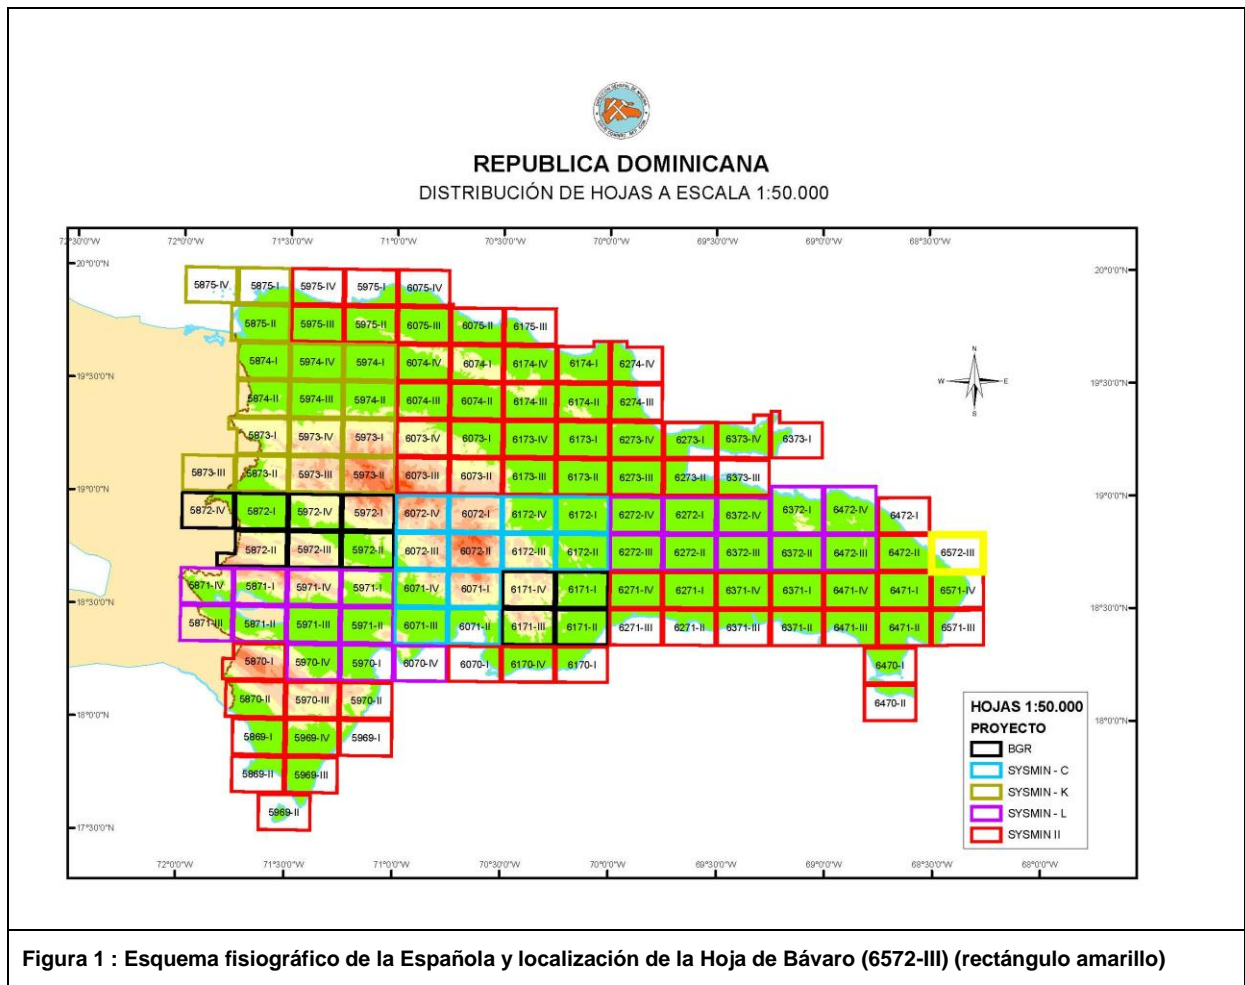 REPUBLICA DOMINICANA
DISTRIBUCIÓN DE HOJAS A ESCALA 1:50.000
72°30'0"W 72°0'0"W 71°30'0"W 71°0'0"W 70°30'0"W 70°0'0"W 69°30'0"W 69°0'0"W 68°30'0"W
20°0'0"N 20°0'0"N
5875-IV 5875-I 5975-IV 5975-I 6075-IV
5875-II 5975-III 5975-II 6075-III 6075-II 6175-III
N
5874-I 5974-IV 5974-I 6074-IV 6074-I 6174-IV 6174-I 6274-IV
19°30'0"N W E 19°30'0"N
5874-II 5974-III 5974-II 6074-III 6074-II 6174-III 6174-II 6274-III
S
5873-I 5973-IV 5973-I 6073-IV 6073-I 6173-IV 6173-I 6273-IV 6273-I 6373-IV 6373-I
5873-III 5873-II 5973-III 5973-II 6073-III 6073-II 6173-III 6173-II 6273-III 6273-II 6373-III
19°0'0"N 19°0'0"N
5872-IV 5872-I 5972-IV 5972-I 6072-IV 6072-I 6172-IV 6172-I 6272-IV 6272-I 6372-IV 6372-I 6472-IV 6472-I
5872-II 5972-III 5972-II 6072-III 6072-II 6172-III 6172-II 6272-III 6272-II 6372-III 6372-II 6472-III 6472-II 6572-III
5871-IV 5871-I 5971-IV 5971-I 6071-IV 6071-I 6171-IV 6171-I 6271-IV 6271-I 6371-IV 6371-I 6471-IV 6471-I 6571-IV
18°30'0"N 18°30'0"N
5871-III 5871-II 5971-III 5971-II 6071-III 6071-II 6171-III 6171-II 6271-III 6271-II 6371-III 6371-II 6471-III 6471-II 6571-III
5870-I 5970-IV 5970-I 6070-IV 6070-I 6170-IV 6170-I 6470-I
5870-II 5970-III 5970-II 6470-II
18°0'0"N 18°0'0"N
5869-I 5969-IV 5969-I
5869-II 5969-III
5969-II
17°30'0"N
HOJAS 1:50.000
PROYECTO
BGR
SYSMIN - C
SYSMIN - K
SYSMIN - L
SYSMIN II
72°0'0"W 71°30'0"W 71°0'0"W 70°30'0"W 70°0'0"W 69°30'0"W 69°0'0"W 68°30'0"W 68°0'0"W
Figura 1 : Esquema fisiográfico de la Española y localización de la Hoja de Bávaro (6572-III) (rectángulo amarillo)